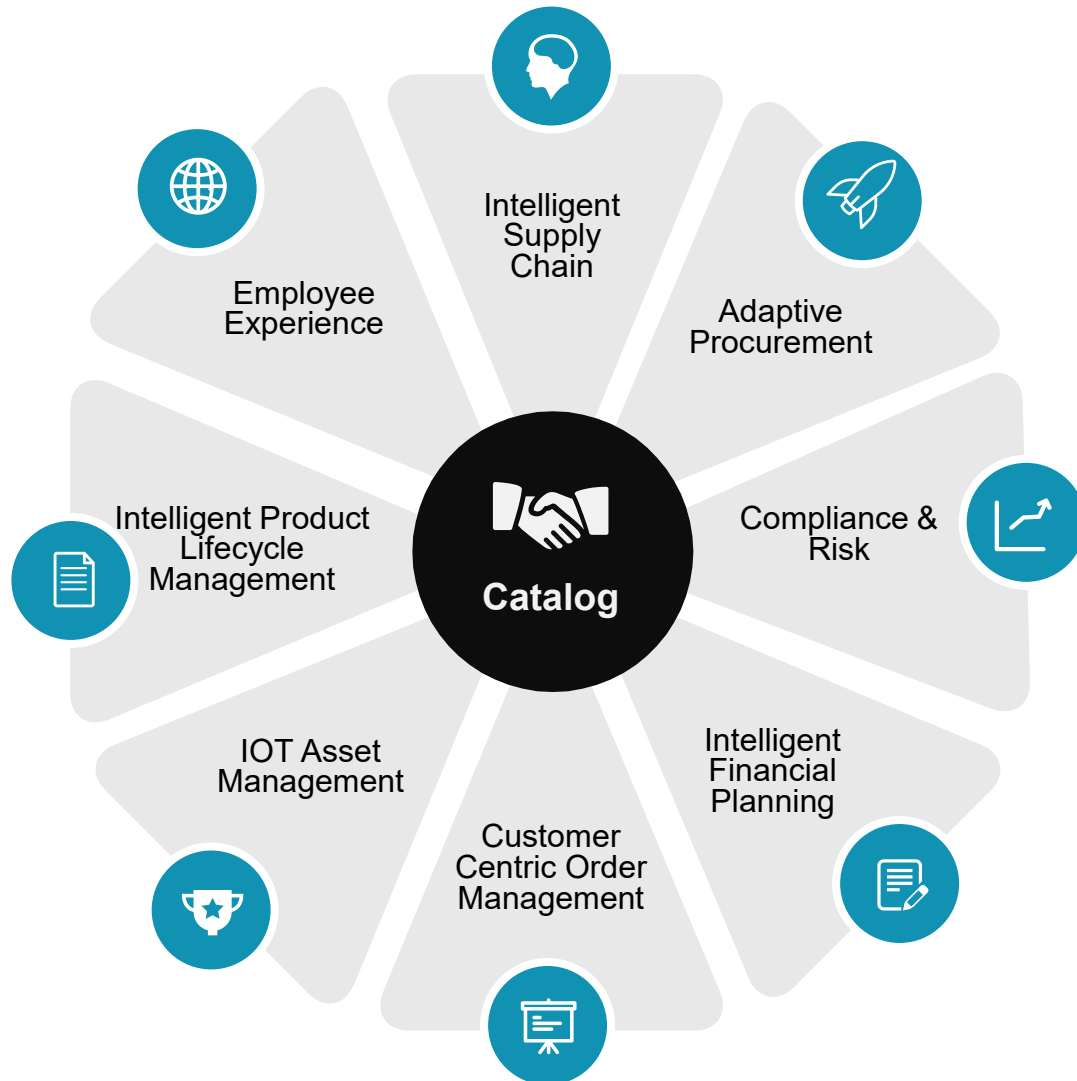 Intelligent
Supply
Chain
Adaptive
Procurement
Compliance &
Risk
Intelligent
Financial
Planning
Customer
Centric Order
Management
IOT Asset
Management
Intelligent Product
Lifecycle
Management
Employee
Experience
Catalog